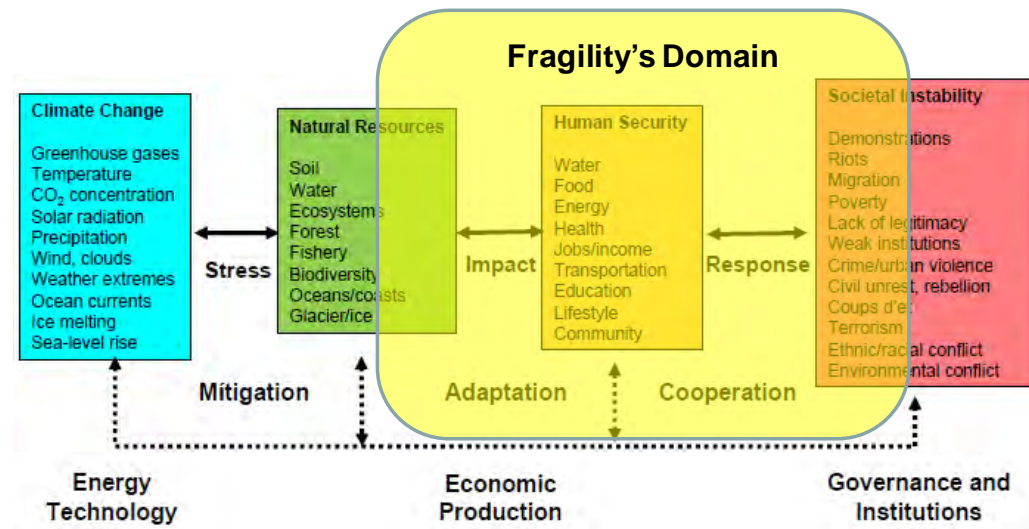 Fragility's Domain
Climate Change
Greenhouse gases
Temperature
CO₂ concentration
Solar radiation
Precipitation
Wind, clouds
Weather extremes
Ocean currents
Ice melting
Sea-level rise
Stress
Natural Resources
Soil
Water
Ecosystems
Forest
Fishery
Biodiversity
Oceans/coasts
Glacier/ice
Impact
Human Security
Water
Food
Energy
Health
Jobs/income
Transportation
Education
Lifestyle
Community
Response
Societal Instability
Demonstrations
Riots
Migration
Poverty
Lack of legitimacy
Weak institutions
Crime/urban violence
Civil unrest, rebellion
Coups d'et
Terrorism
Ethnic/racial conflict
Environmental conflict
Mitigation
Adaptation
Cooperation
Energy
Technology
Economic
Production
Governance and
Institutions